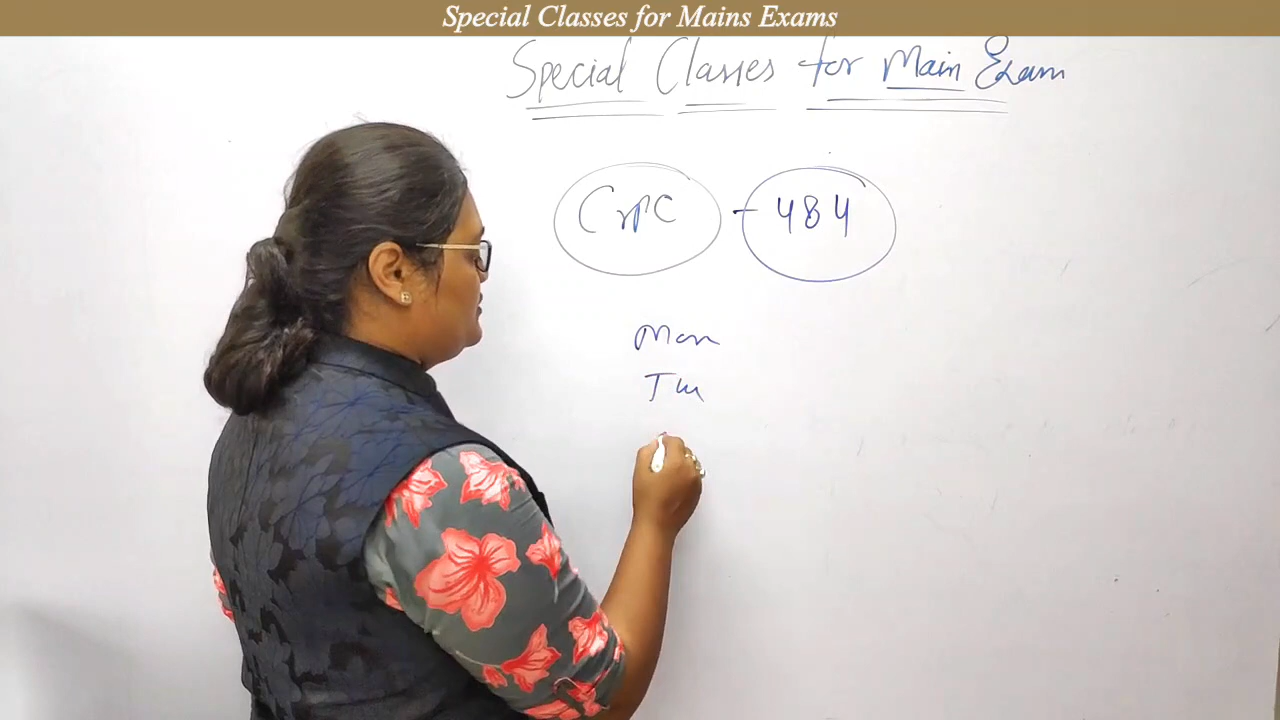 Special Classes for Mains Exams
Special Classes for Main Exam
CrPC - 484
Mon
Tu